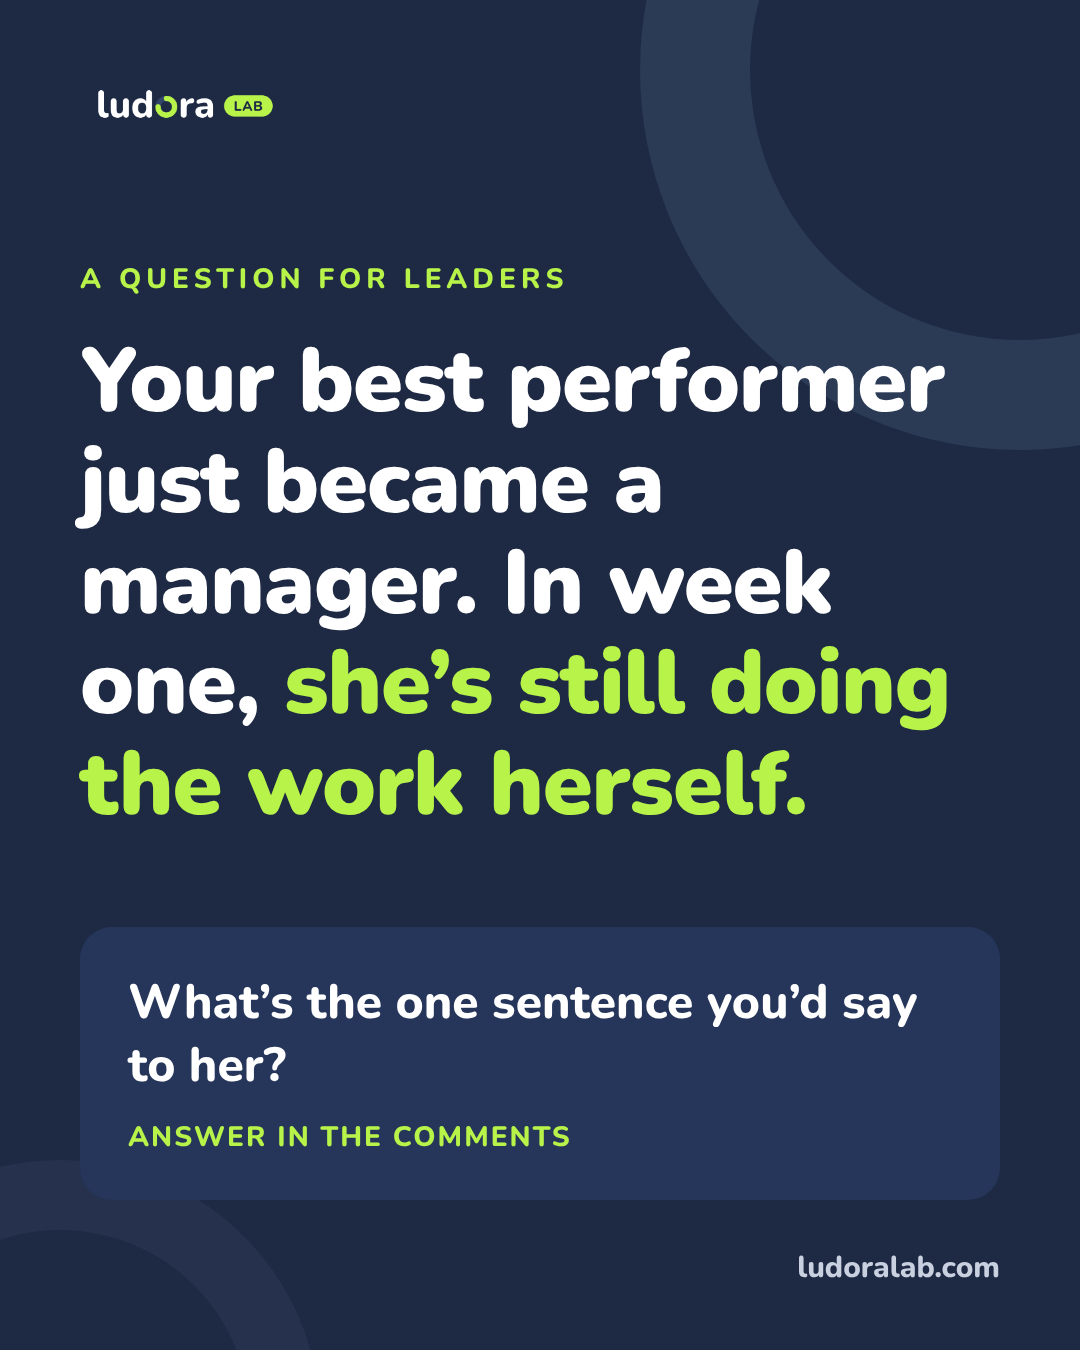 ludora LAB
A QUESTION FOR LEADERS
Your best performer
just became a
manager. In week
one, she’s still doing
the work herself.
What’s the one sentence you’d say
to her?
ANSWER IN THE COMMENTS
ludoralab.com